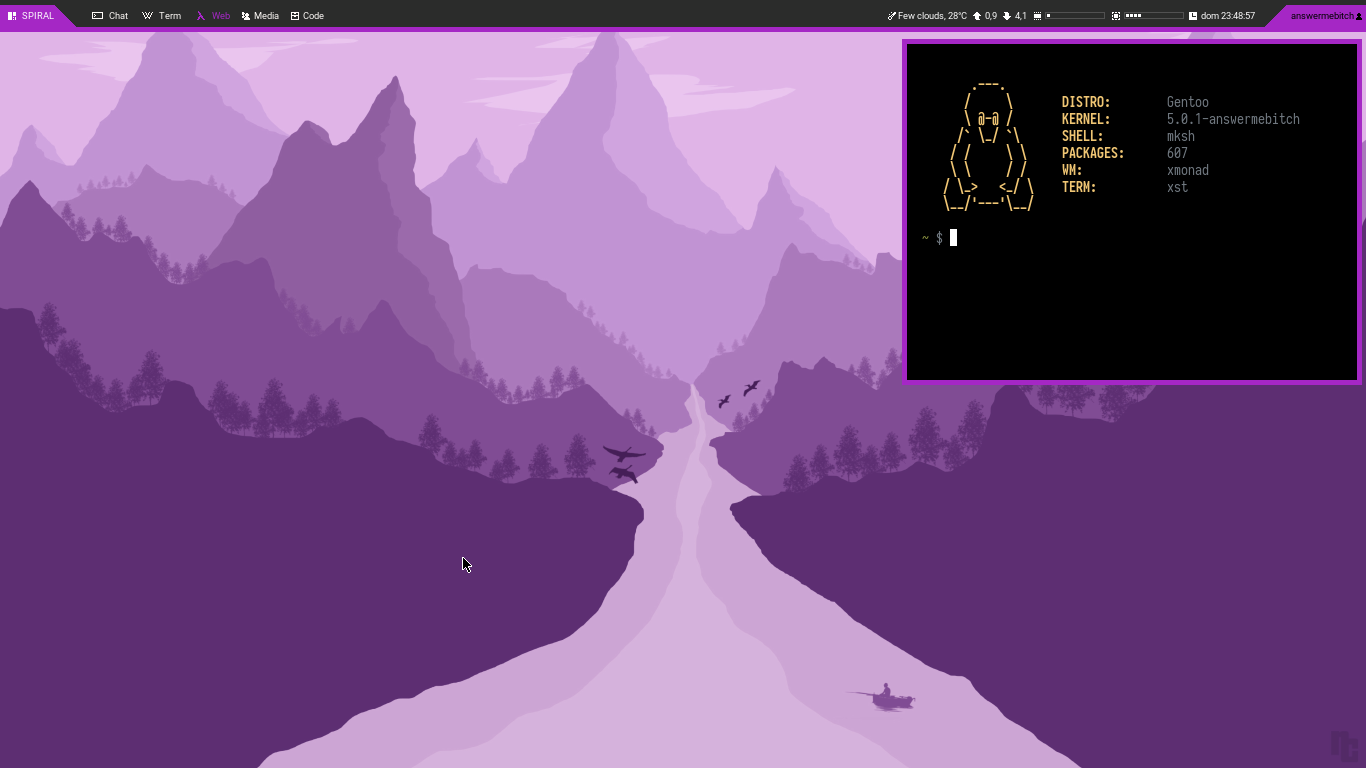 SPIRAL Chat Term Web Media Code Few clouds, 28°C 0,9 4,1 dom 23:48:57 answermebitch
DISTRO: Gentoo
KERNEL: 5.0.1-answermebitch
SHELL: mksh
PACKAGES: 607
WM: xmonad
TERM: xst
~ $